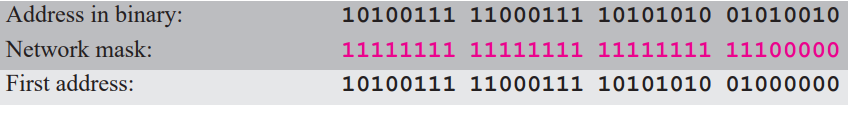 Address in binary: 10100111 11000111 10101010 01010010
Network mask: 11111111 11111111 11111111 11100000
First address: 10100111 11000111 10101010 01000000